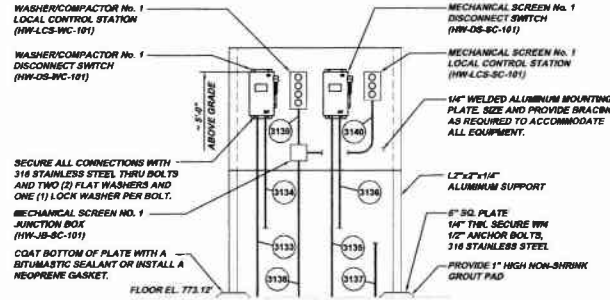 WASHER/COMPACTOR No. 1
LOCAL CONTROL STATION
(HW-LCS-WC-101)
WASHER/COMPACTOR No. 1
DISCONNECT SWITCH
(HW-DS-WC-101)
~ 5'-0"
ABOVE GRADE
SECURE ALL CONNECTIONS WITH
316 STAINLESS STEEL THRU BOLTS
AND TWO (2) FLAT WASHERS AND
ONE (1) LOCK WASHER PER BOLT.
MECHANICAL SCREEN NO. 1
JUNCTION BOX
(HW-JB-SC-101)
COAT BOTTOM OF PLATE WITH A
BITUMASTIC SEALANT OR INSTALL A
NEOPRENE GASKET.
FLOOR EL. 773.12'
3139
3140
3134
3136
3133
3135
3138
3137
MECHANICAL SCREEN No. 1
DISCONNECT SWITCH
(HW-DS-SC-101)
MECHANICAL SCREEN No. 1
LOCAL CONTROL STATION
(HW-LCS-SC-101)
1/4" WELDED ALUMINUM MOUNTING
PLATE. SIZE AND PROVIDE BRACING
AS REQUIRED TO ACCOMMODATE
ALL EQUIPMENT.
L2"x2"x1/4"
ALUMINUM SUPPORT
6" SQ. PLATE
1/4" THK. SECURE W/4
1/2" ANCHOR BOLTS,
316 STAINLESS STEEL
PROVIDE 1" HIGH NON-SHRINK
GROUT PAD